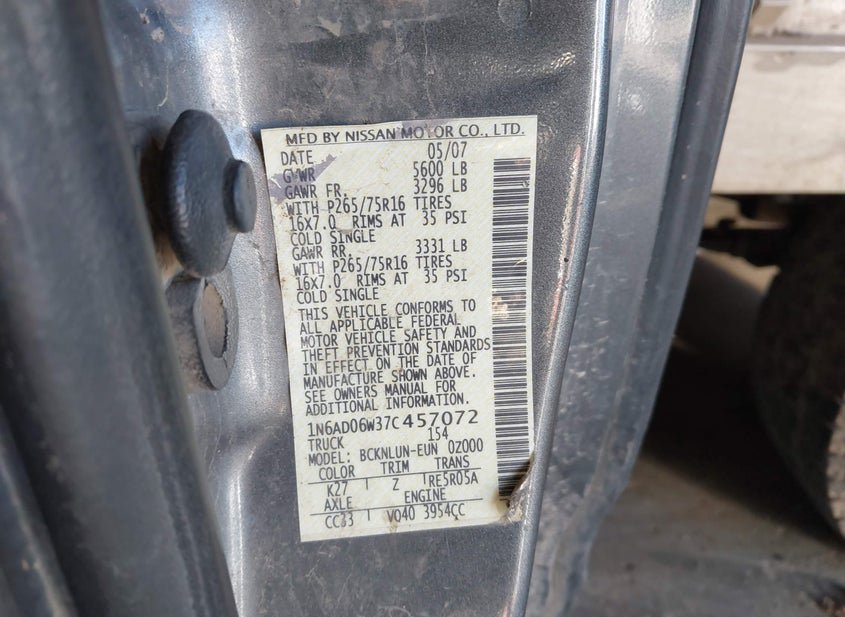 MFD BY NISSAN MOTOR CO., LTD.
DATE 05/07
GVWR 5600 LB
GAWR FR. 3296 LB
WITH P265/75R16 TIRES
16x7.0 RIMS AT 35 PSI
COLD SINGLE
GAWR RR. 3331 LB
WITH P265/75R16 TIRES
16x7.0 RIMS AT 35 PSI
COLD SINGLE
THIS VEHICLE CONFORMS TO
ALL APPLICABLE FEDERAL
MOTOR VEHICLE SAFETY AND
THEFT PREVENTION STANDARDS
IN EFFECT ON THE DATE OF
MANUFACTURE SHOWN ABOVE.
SEE OWNERS MANUAL FOR
ADDITIONAL INFORMATION.
1N6AD06W37C457072
TRUCK 154
MODEL: BCKNLUN-EUN 0Z000
COLOR TRIM TRANS
K27 Z RE5R05A
AXLE ENGINE
CC33 VQ40 3954CC